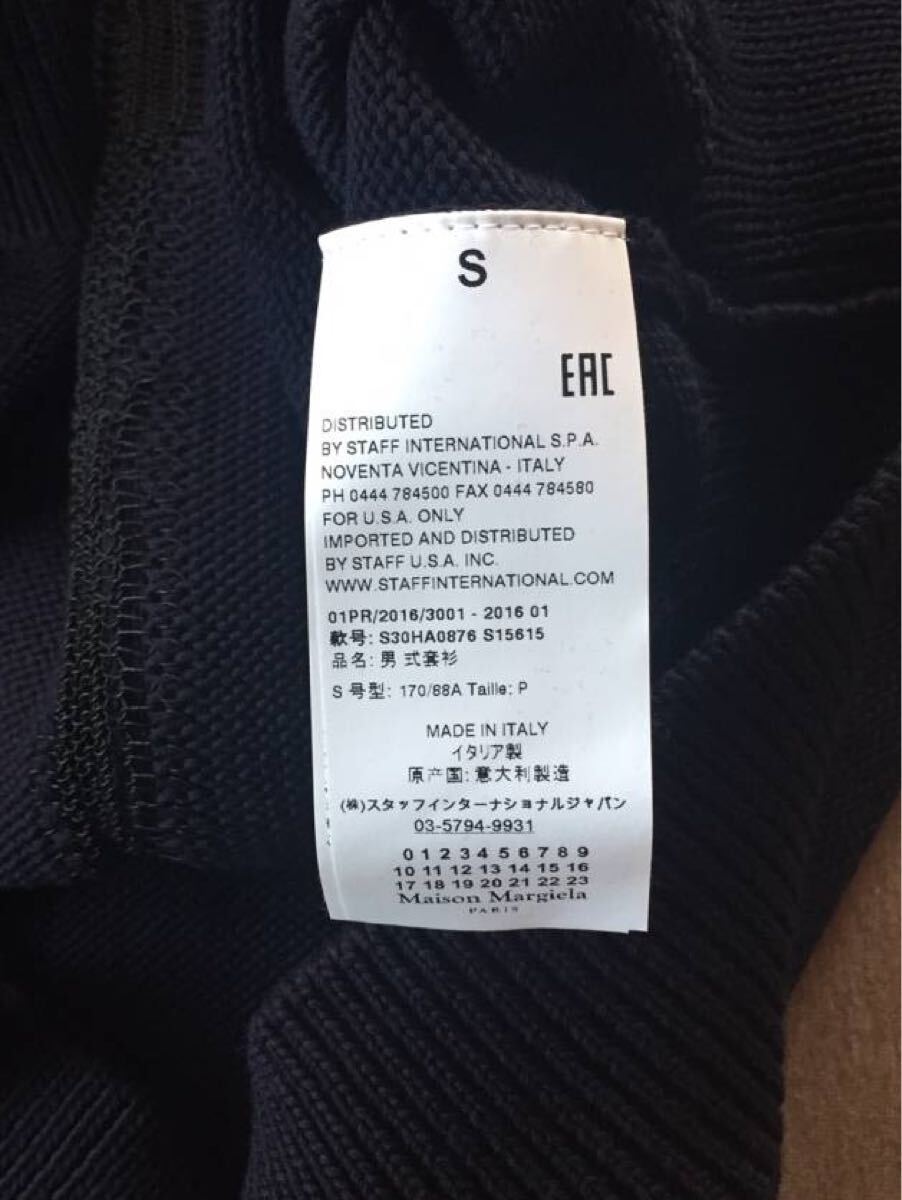 S
EAC
DISTRIBUTED
BY STAFF INTERNATIONAL S.P.A.
NOVENTA VICENTINA - ITALY
PH 0444 784500 FAX 0444 784580
FOR U.S.A. ONLY
IMPORTED AND DISTRIBUTED
BY STAFF U.S.A. INC.
WWW.STAFFINTERNATIONAL.COM
01PR/2016/3001 - 2016 01
款号: S30HA0876 S15615
品名: 男 式套衫
S 号型: 170/88A Taille: P
MADE IN ITALY
イタリア製
原产国: 意大利製造
(株)スタッフインターナショナルジャパン
03-5794-9931
0 1 2 3 4 5 6 7 8 9
10 11 12 13 14 15 16
17 18 19 20 21 22 23
Maison Margiela
PARIS